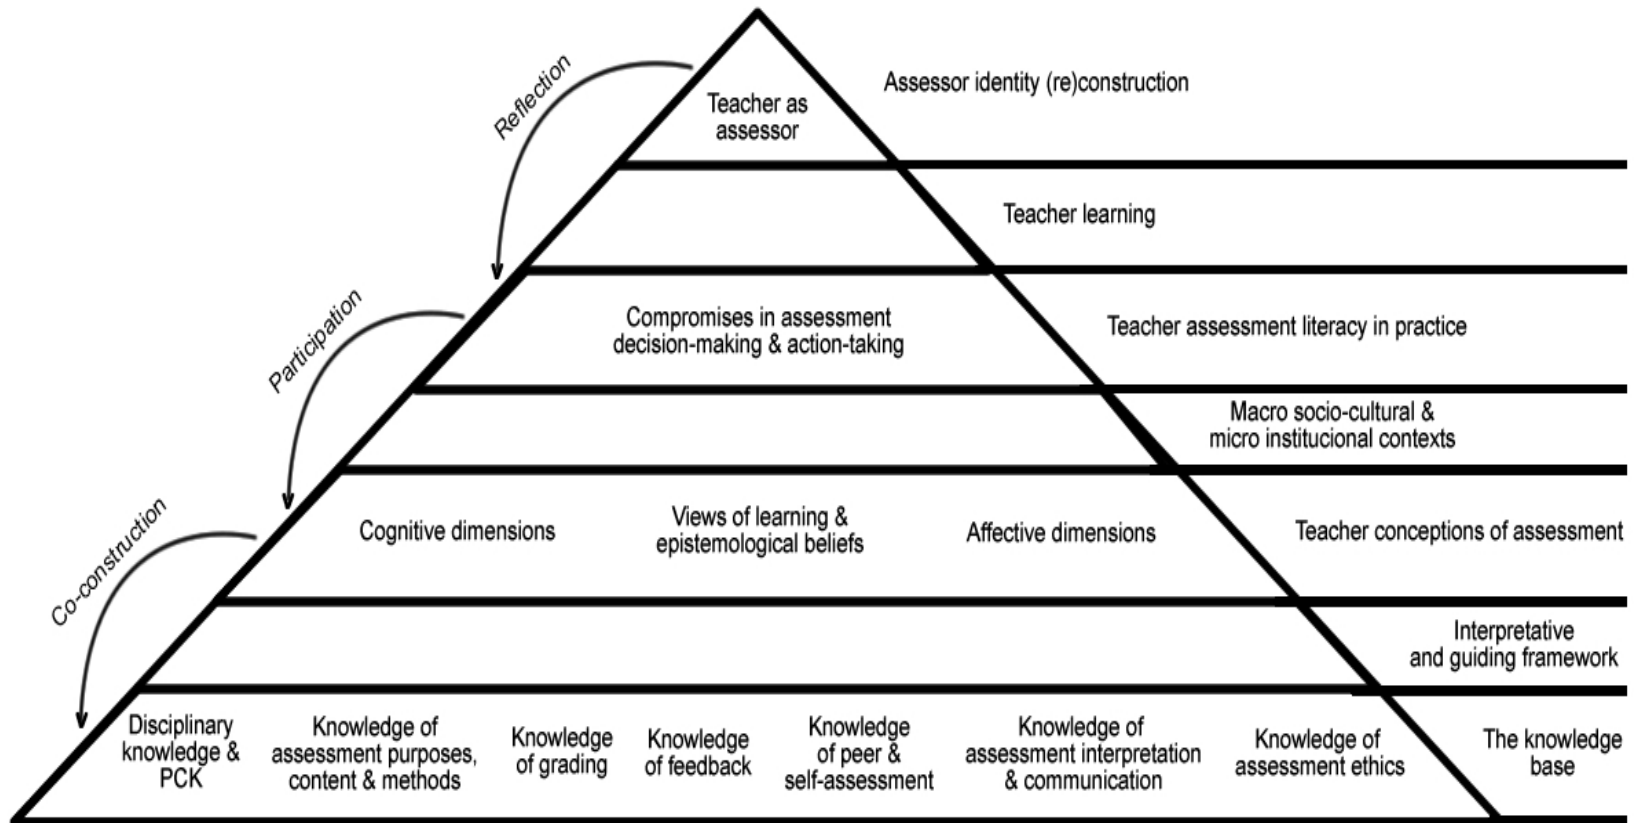 Reflection
Teacher as
assessor
Assessor identity (re)construction
Teacher learning
Participation
Compromises in assessment
decision-making & action-taking
Teacher assessment literacy in practice
Macro socio-cultural &
micro institucional contexts
Co-construction
Cognitive dimensions
Views of learning &
epistemological beliefs
Affective dimensions
Teacher conceptions of assessment
Interpretative
and guiding framework
Disciplinary
knowledge &
PCK
Knowledge of
assessment purposes,
content & methods
Knowledge
of grading
Knowledge
of feedback
Knowledge
of peer &
self-assessment
Knowledge of
assessment interpretation
& communication
Knowledge of
assessment ethics
The knowledge
base